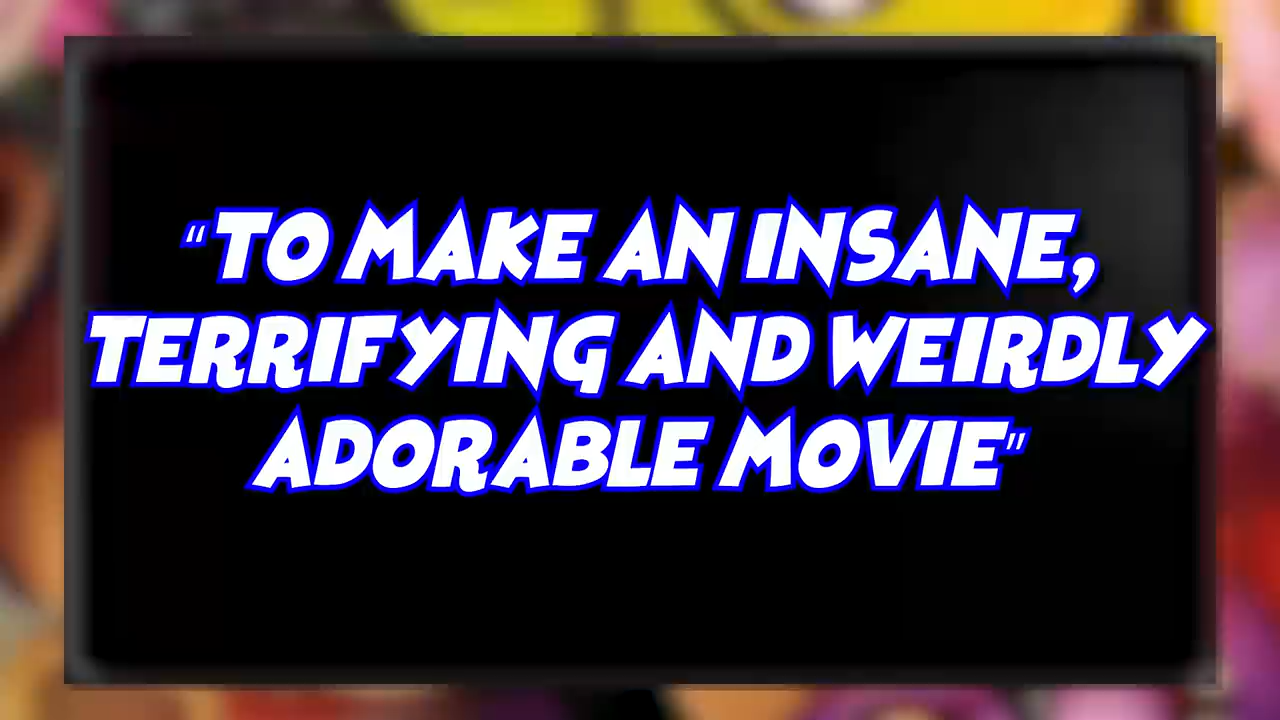 "TO MAKE AN INSANE,
TERRIFYING AND WEIRDLY
ADORABLE MOVIE"